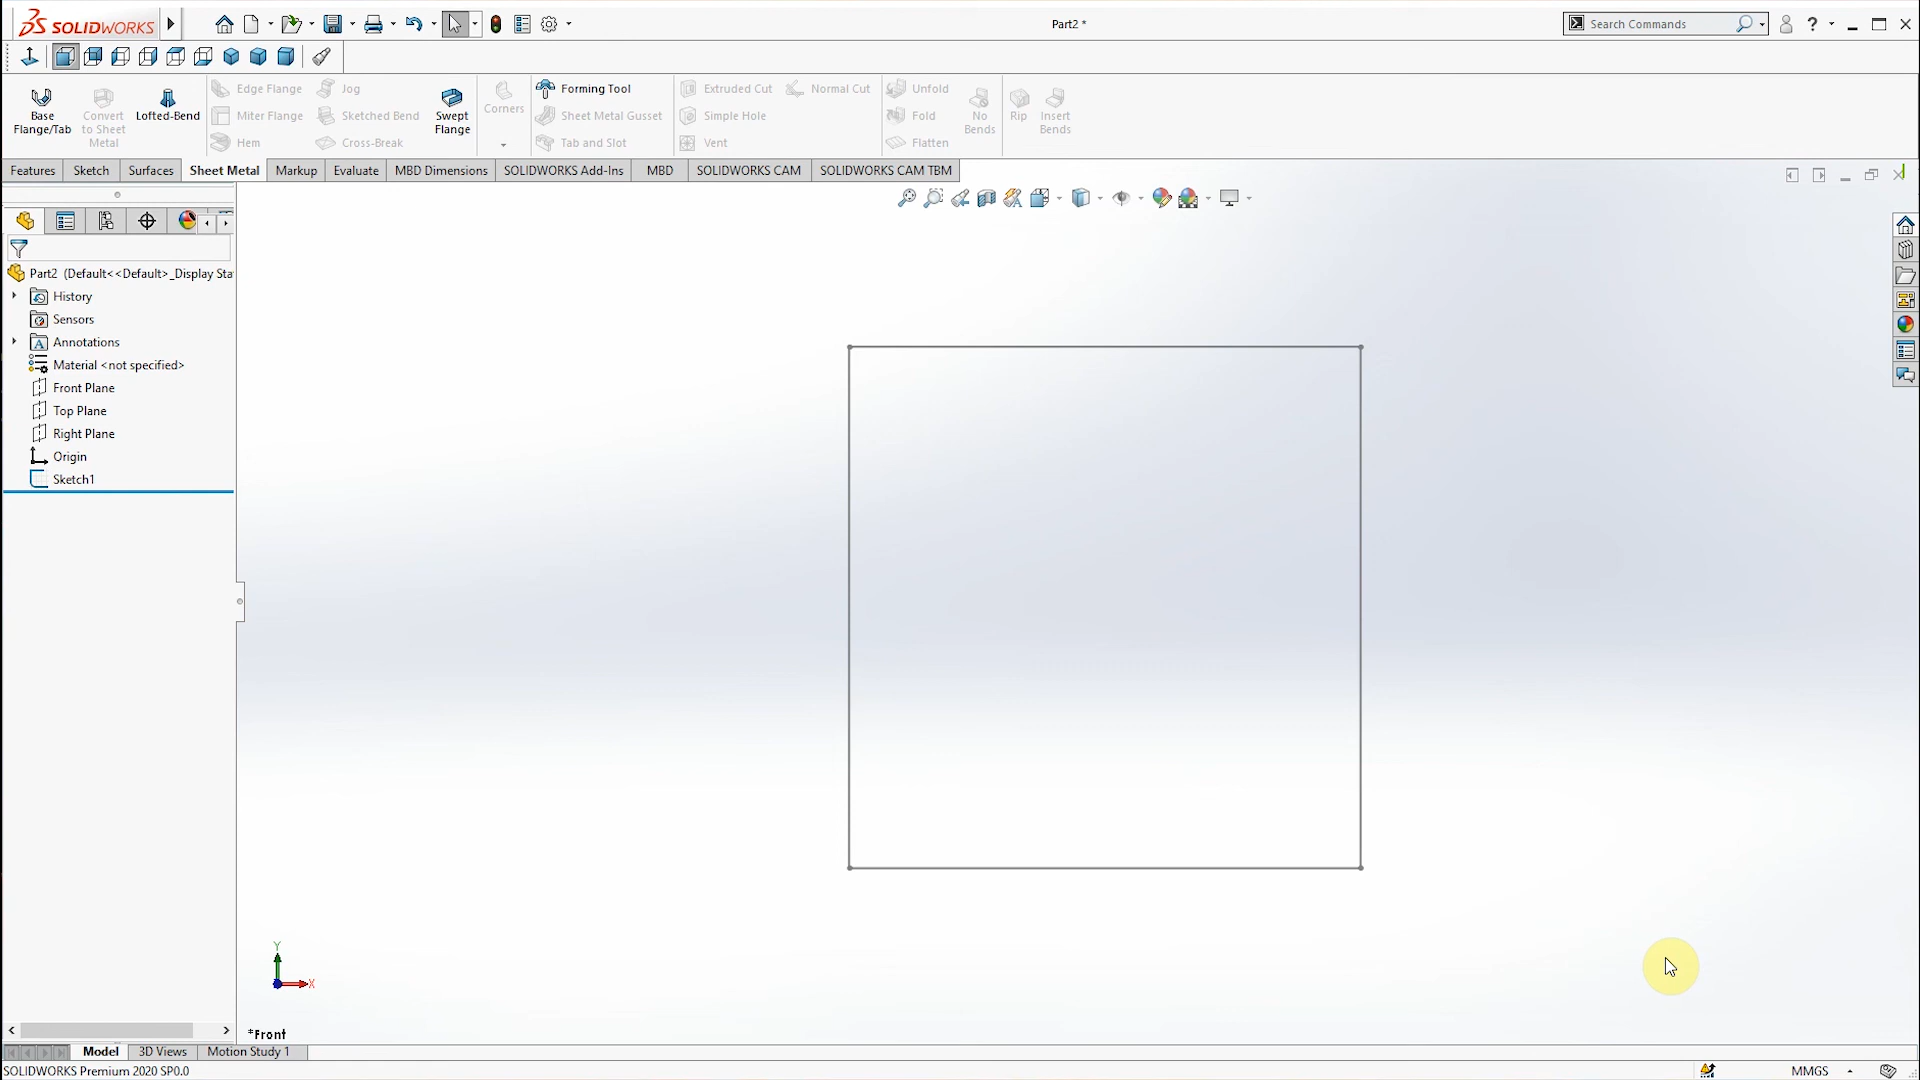 SOLIDWORKS
Part2 *
Search Commands
?
Base Flange/Tab
Convert to Sheet Metal
Lofted-Bend
Edge Flange
Miter Flange
Hem
Jog
Sketched Bend
Cross-Break
Swept Flange
Corners
Forming Tool
Sheet Metal Gusset
Tab and Slot
Extruded Cut
Simple Hole
Vent
Normal Cut
Unfold
Fold
Flatten
No Bends
Rip
Insert Bends
Features Sketch Surfaces Sheet Metal Markup Evaluate MBD Dimensions SOLIDWORKS Add-Ins MBD SOLIDWORKS CAM SOLIDWORKS CAM TBM
Part2 (Default<<Default>_Display Sta
History
Sensors
Annotations
Material <not specified>
Front Plane
Top Plane
Right Plane
Origin
Sketch1
Y
X
*Front
Model 3D Views Motion Study 1
SOLIDWORKS Premium 2020 SP0.0
MMGS